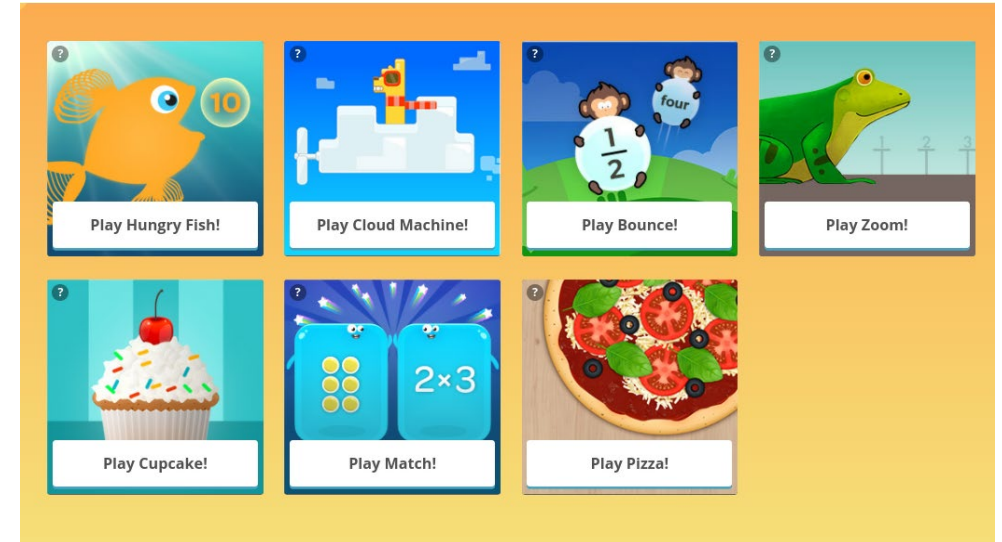 ?
10
Play Hungry Fish!
?
Play Cloud Machine!
?
four
1
2
Play Bounce!
?
1 2 3
Play Zoom!
?
Play Cupcake!
?
2×3
Play Match!
?
Play Pizza!